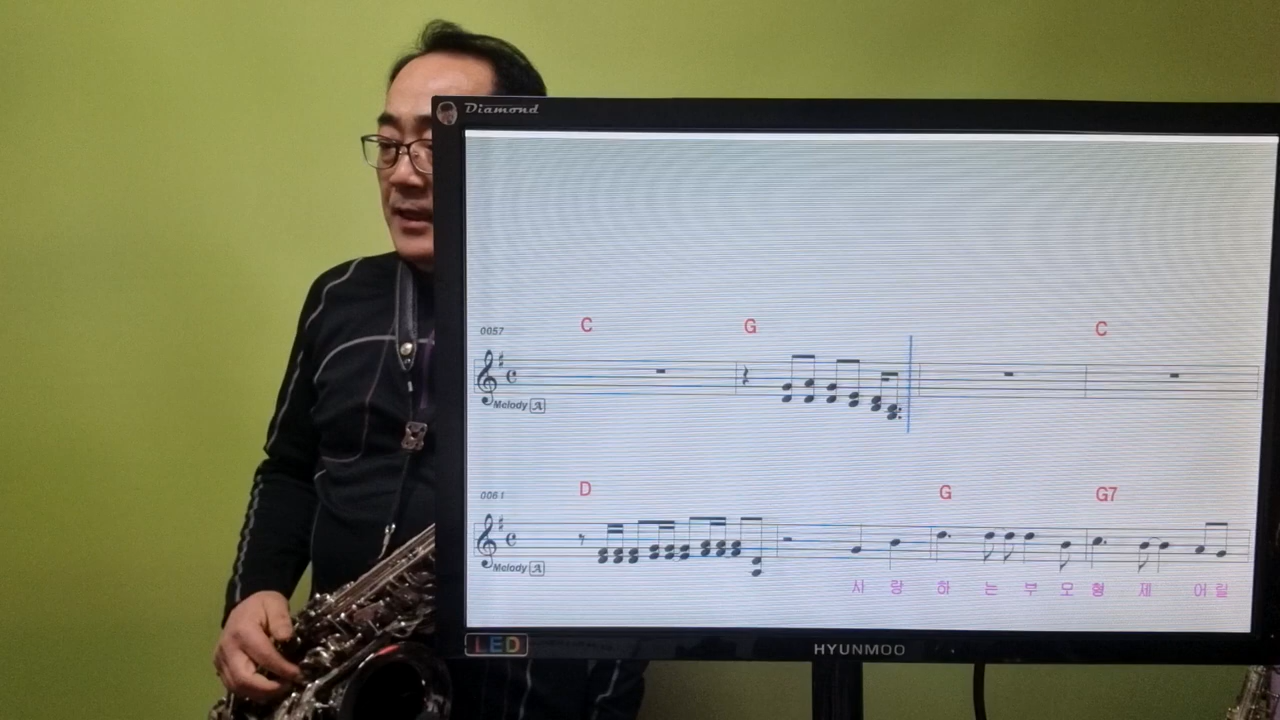 Diamond
C G C
0057
Melody A
D G G7
0061
Melody A
사 랑 하 는 부 모 형 제 어 릴
LED
HYUNMOO